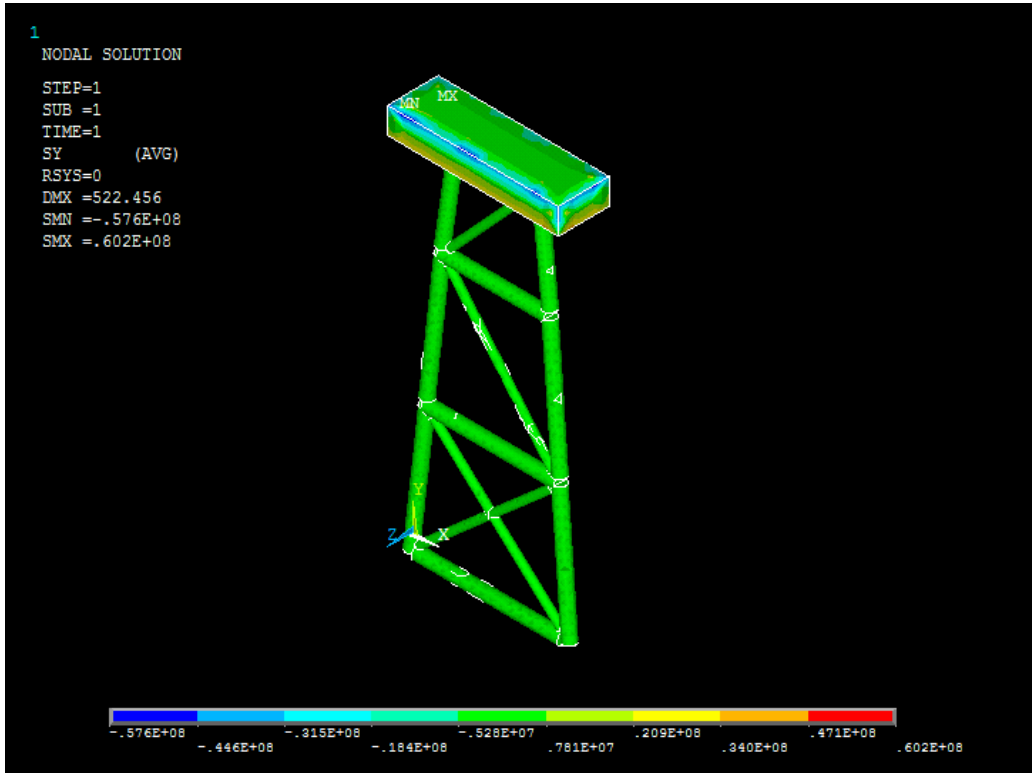 1
NODAL SOLUTION
STEP=1
SUB =1
TIME=1
SY (AVG)
RSYS=0
DMX =522.456
SMN =-.576E+08
SMX =.602E+08
MN MX
Y
Z X
-.576E+08 -.315E+08 -.528E+07 .209E+08 .471E+08
-.446E+08 -.184E+08 .781E+07 .340E+08 .602E+08